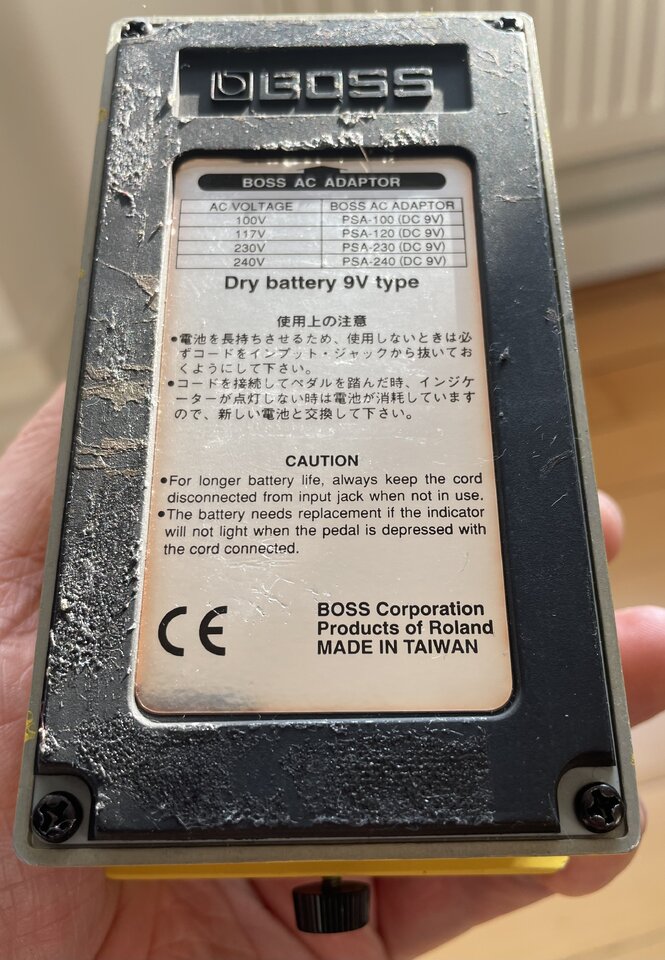 BOSS
BOSS AC ADAPTOR
AC VOLTAGE BOSS AC ADAPTOR
100V PSA-100 (DC 9V)
117V PSA-120 (DC 9V)
230V PSA-230 (DC 9V)
240V PSA-240 (DC 9V)
Dry battery 9V type
使用上の注意
●電池を長持ちさせるため、使用しないときは必
ずコードをインプット・ジャックから抜いてお
くようにして下さい。
●コードを接続してペダルを踏んだ時、インジケ
ーターが点灯しない時は電池が消耗しています
ので、新しい電池と交換して下さい。
CAUTION
●For longer battery life, always keep the cord
disconnected from input jack when not in use.
●The battery needs replacement if the indicator
will not light when the pedal is depressed with
the cord connected.
CE
BOSS Corporation
Products of Roland
MADE IN TAIWAN